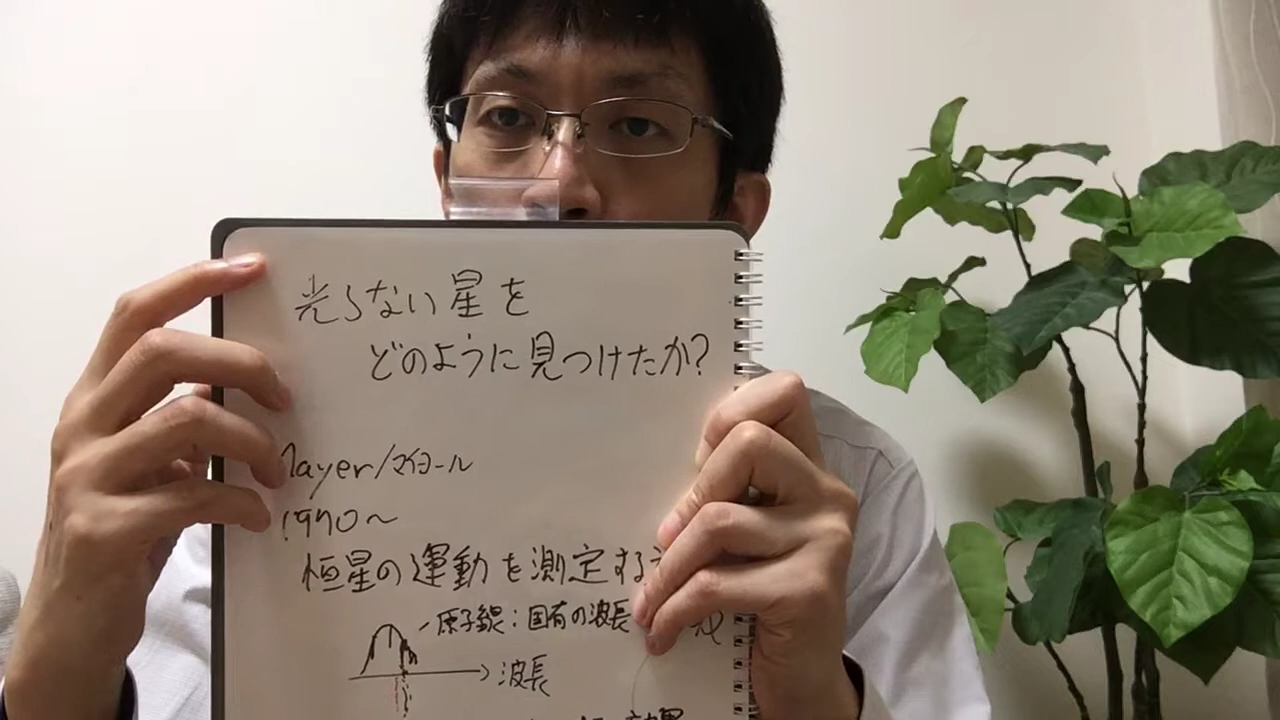 光らない星を
どのように見つけたか?
Mayer/マイヨール
1990〜
恒星の運動を測定する
原子線:固有の波長
波長